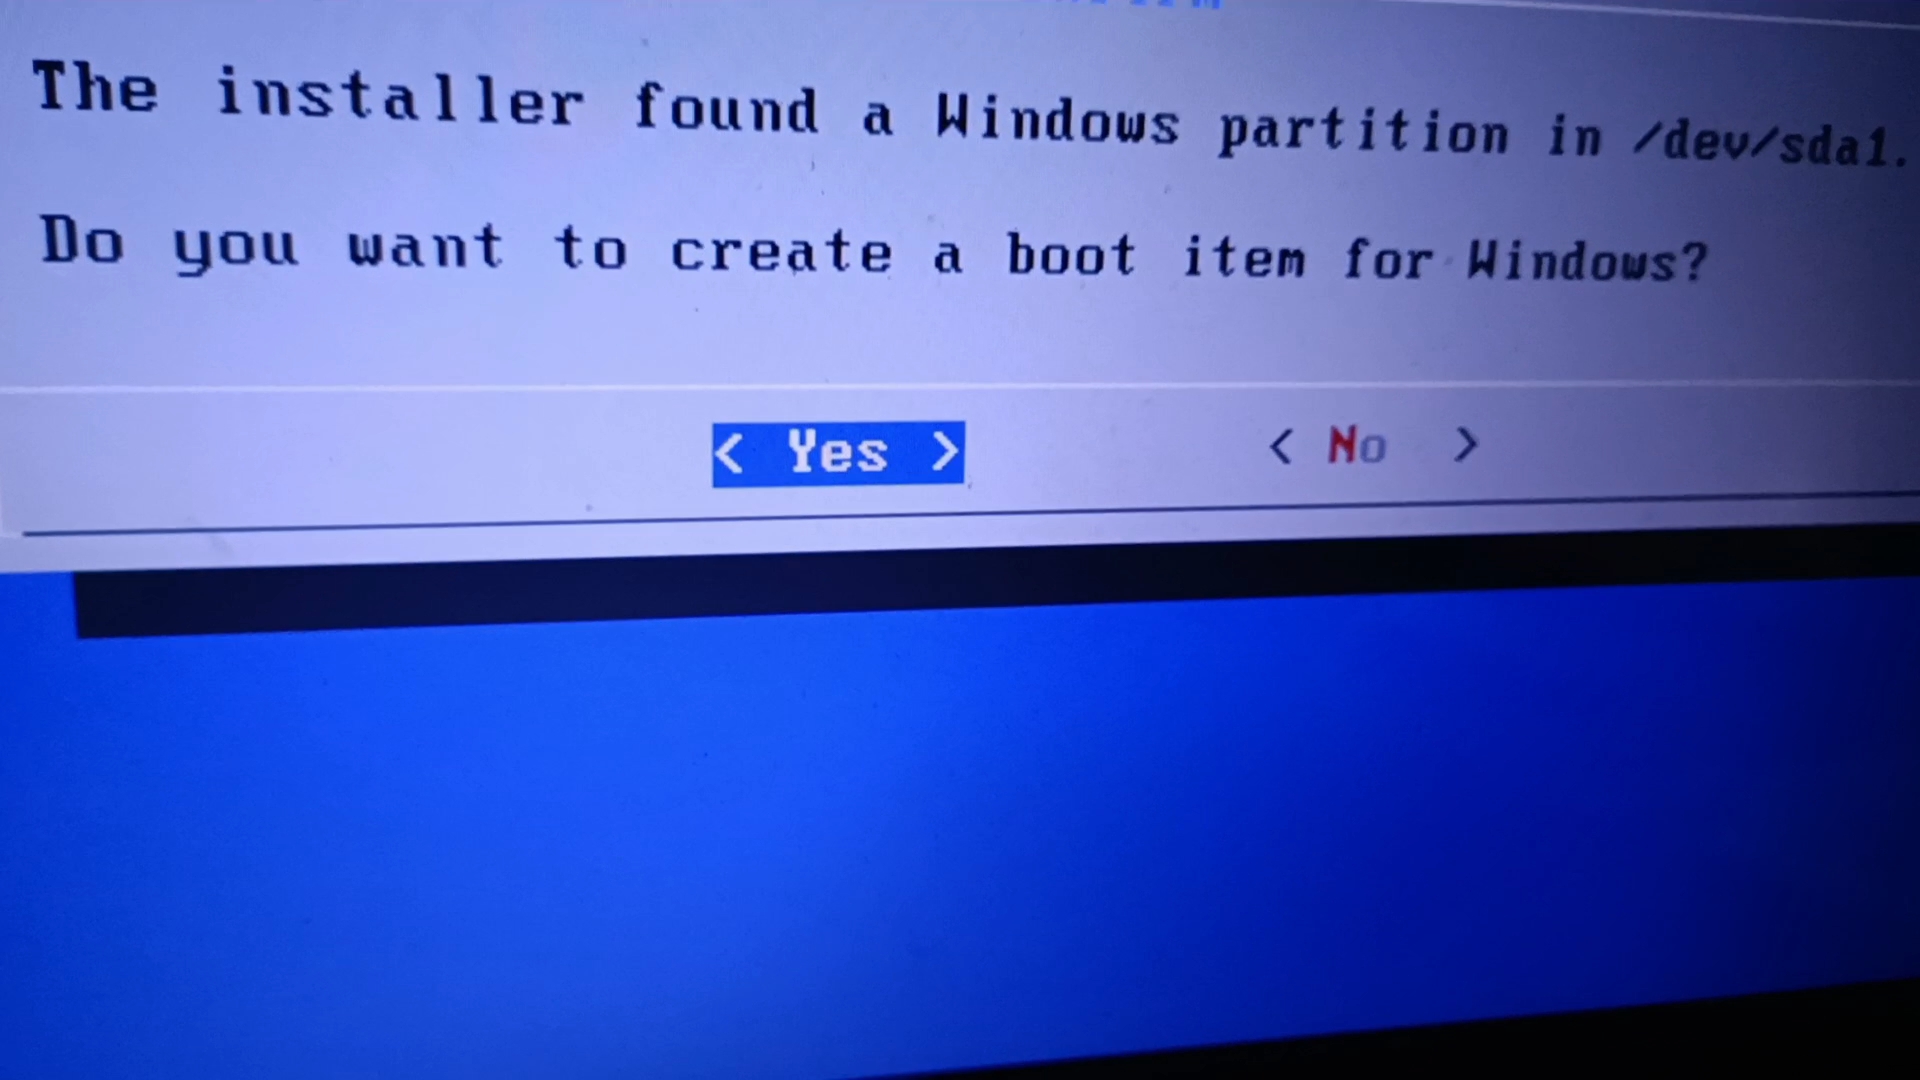 The installer found a Windows partition in /dev/sda1.
Do you want to create a boot item for Windows?
< Yes > < No >